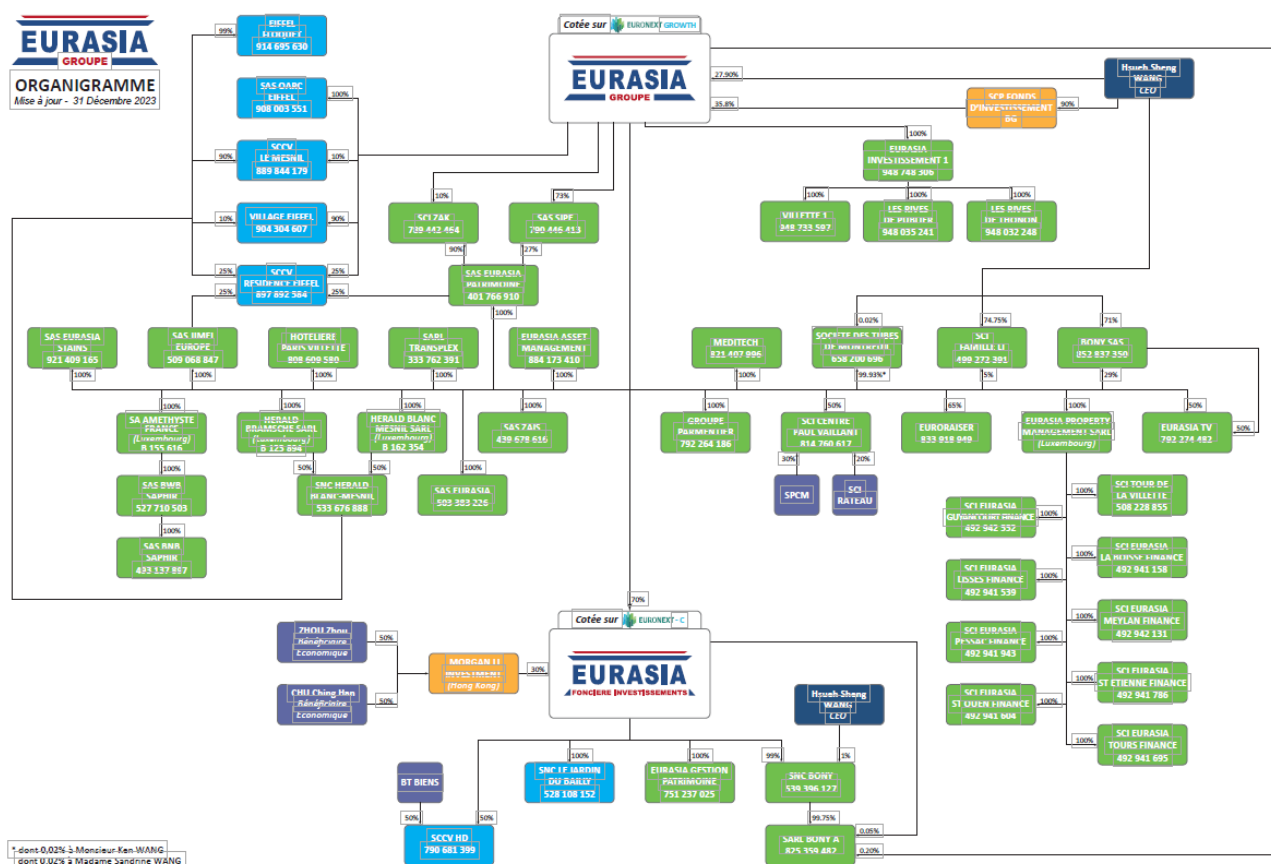 EURASIA
GROUPE
ORGANIGRAMME
Mise à jour - 31 Décembre 2023
EIFFEL
FLOQUET
914 695 630
99%
SAS OARC
EIFFEL
908 003 551
100%
SCCV
LE MESNIL
889 844 179
90%
10%
VILLAGE EIFFEL
904 304 607
10%
90%
SCCV
RESIDENCE EIFFEL
897 892 584
25%
25%
25%
25%
Cotée sur EURONEXT GROWTH
EURASIA
GROUPE
27.90%
35.8%
SCP FONDS
D'INVESTISSEMENT
BG
90%
Hsueh Sheng
WANG
CEO
100%
EURASIA
INVESTISSEMENT 1
948 748 306
100%
100%
100%
VILLETTE 1
948 733 597
LES RIVES
DE PUBLIER
948 035 241
LES RIVES
DE THONON
948 032 248
10%
SCI ZAK
789 442 464
73%
SAS SIPE
790 446 413
90%
27%
SAS EURASIA
PATRIMOINE
401 766 910
100%
SAS EURASIA
STAINS
921 409 165
SAS JIMEI
EUROPE
509 068 847
100%
HOTELIERE
PARIS VILLETTE
808 600 580
100%
SARL
TRANSPLEX
333 762 391
100%
EURASIA ASSET
MANAGEMENT
884 173 410
100%
MEDITECH
821 407 996
100%
0.02%
SOCIETE DES TUBES
DE MONTREUIL
658 200 696
99.93%*
74.75%
SCI
FAMILLE LI
499 272 391
5%
71%
BONY SAS
852 837 350
29%
100%
SA AMETHYSTE
FRANCE
(Luxembourg)
B 155 616
100%
HERALD
BRAMSCHE SARL
(Luxembourg)
B 125 894
100%
HERALD BLANC
MESNIL SARL
(Luxembourg)
B 162 354
100%
SAS ZAIS
439 678 616
100%
GROUPE
PARMENTIER
792 264 186
50%
SCI CENTRE
PAUL VAILLANT
814 760 617
65%
EURORAISER
833 918 949
100%
EURASIA PROPERTY
MANAGEMENT SARL
(Luxembourg)
50%
EURASIA TV
792 274 482
50%
100%
SAS BWB
SAPHIR
527 710 503
50%
50%
SNC HERALD
BLANC-MESNIL
533 676 888
100%
SAS EURASIA
503 383 226
30%
20%
SPCM
SCI
RATEAU
100%
SAS BNB
SAPHIR
433 137 867
100%
SCI TOUR DE
LA VILLETTE
508 228 855
SCI EURASIA
GUYANCOURT FINANCE
492 942 552
100%
100%
SCI EURASIA
LA BOISSE FINANCE
492 941 158
SCI EURASIA
LISSES FINANCE
492 941 539
100%
100%
SCI EURASIA
MEYLAN FINANCE
492 942 131
SCI EURASIA
PESSAC FINANCE
492 941 943
100%
100%
SCI EURASIA
ST ETIENNE FINANCE
492 941 786
SCI EURASIA
ST OUEN FINANCE
492 941 604
100%
100%
SCI EURASIA
TOURS FINANCE
492 941 695
70%
Cotée sur EURONEXT - C
EURASIA
FONCIERE INVESTISSEMENTS
ZHOU Zhou
Bénéficiaire
Economique
50%
CHU Ching Han
Bénéficiaire
Economique
50%
MORGAN LI
INVESTMENT
(Hong Kong)
30%
Hsueh-Sheng
WANG
CEO
BT BIENS
50%
50%
SCCV HD
790 681 399
100%
SNC LE JARDIN
DU BAILLY
528 108 152
100%
EURASIA GESTION
PATRIMOINE
751 237 025
99%
1%
SNC BONY
539 396 127
99.75%
SARL BONY A
825 359 482
0.05%
0.20%
* dont 0,02% à Monsieur Ken WANG
dont 0,02% à Madame Sandrine WANG